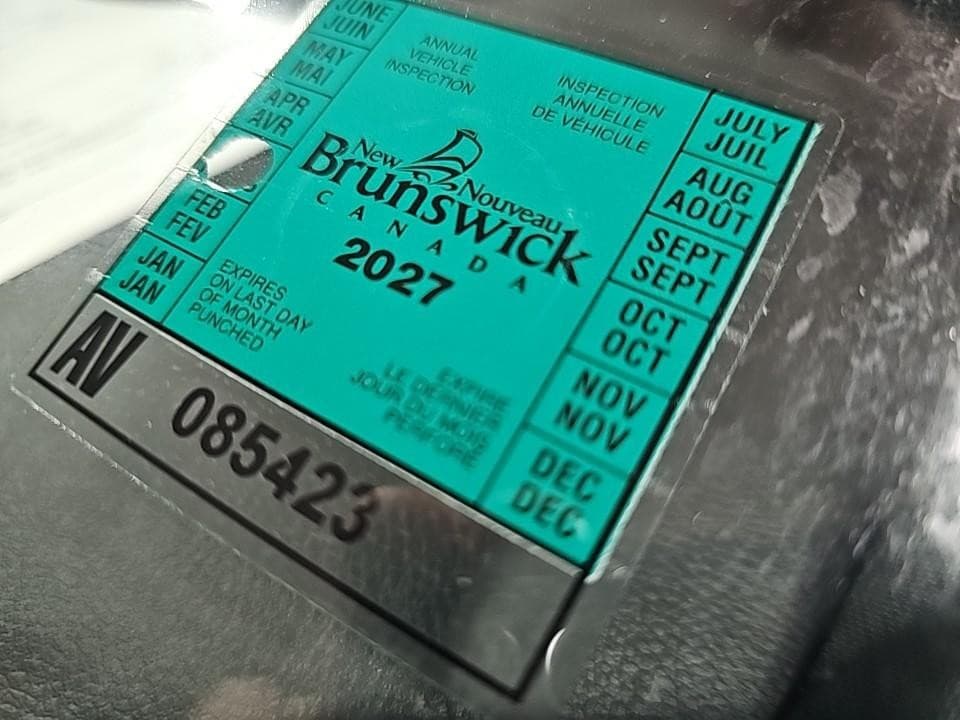 JUNE
JUIN
MAY
MAI
APR
AVR
FEB
FEV
JAN
JAN
ANNUAL
VEHICLE
INSPECTION
INSPECTION
ANNUELLE
DE VÉHICULE
New Nouveau
Brunswick
CANADA
2027
EXPIRES
ON LAST DAY
OF MONTH
PUNCHED
EXPIRE
LE DERNIER
JOUR DU MOIS
PERFORÉ
JULY
JUIL
AUG
AOÛT
SEPT
SEPT
OCT
OCT
NOV
NOV
DEC
DEC
AV 085423